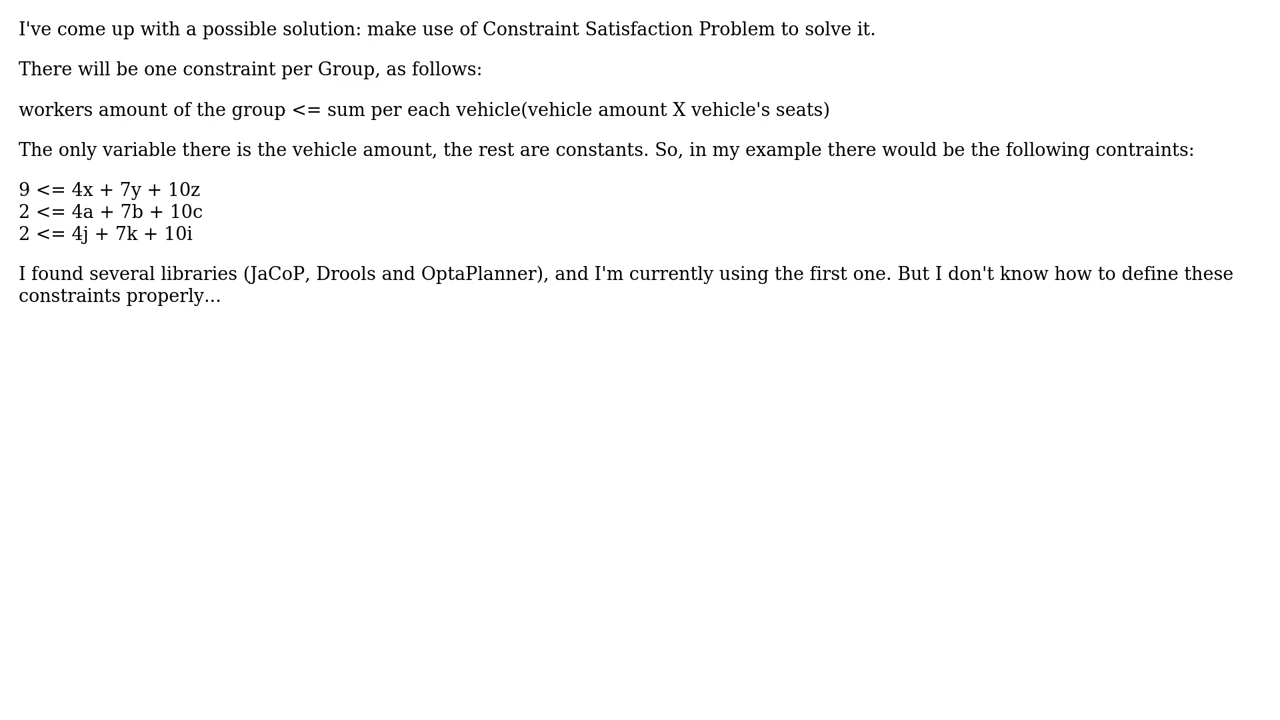 I've come up with a possible solution: make use of Constraint Satisfaction Problem to solve it.
There will be one constraint per Group, as follows:
workers amount of the group <= sum per each vehicle(vehicle amount X vehicle's seats)
The only variable there is the vehicle amount, the rest are constants. So, in my example there would be the following contraints:
9 <= 4x + 7y + 10z
2 <= 4a + 7b + 10c
2 <= 4j + 7k + 10i
I found several libraries (JaCoP, Drools and OptaPlanner), and I'm currently using the first one. But I don't know how to define these
constraints properly...